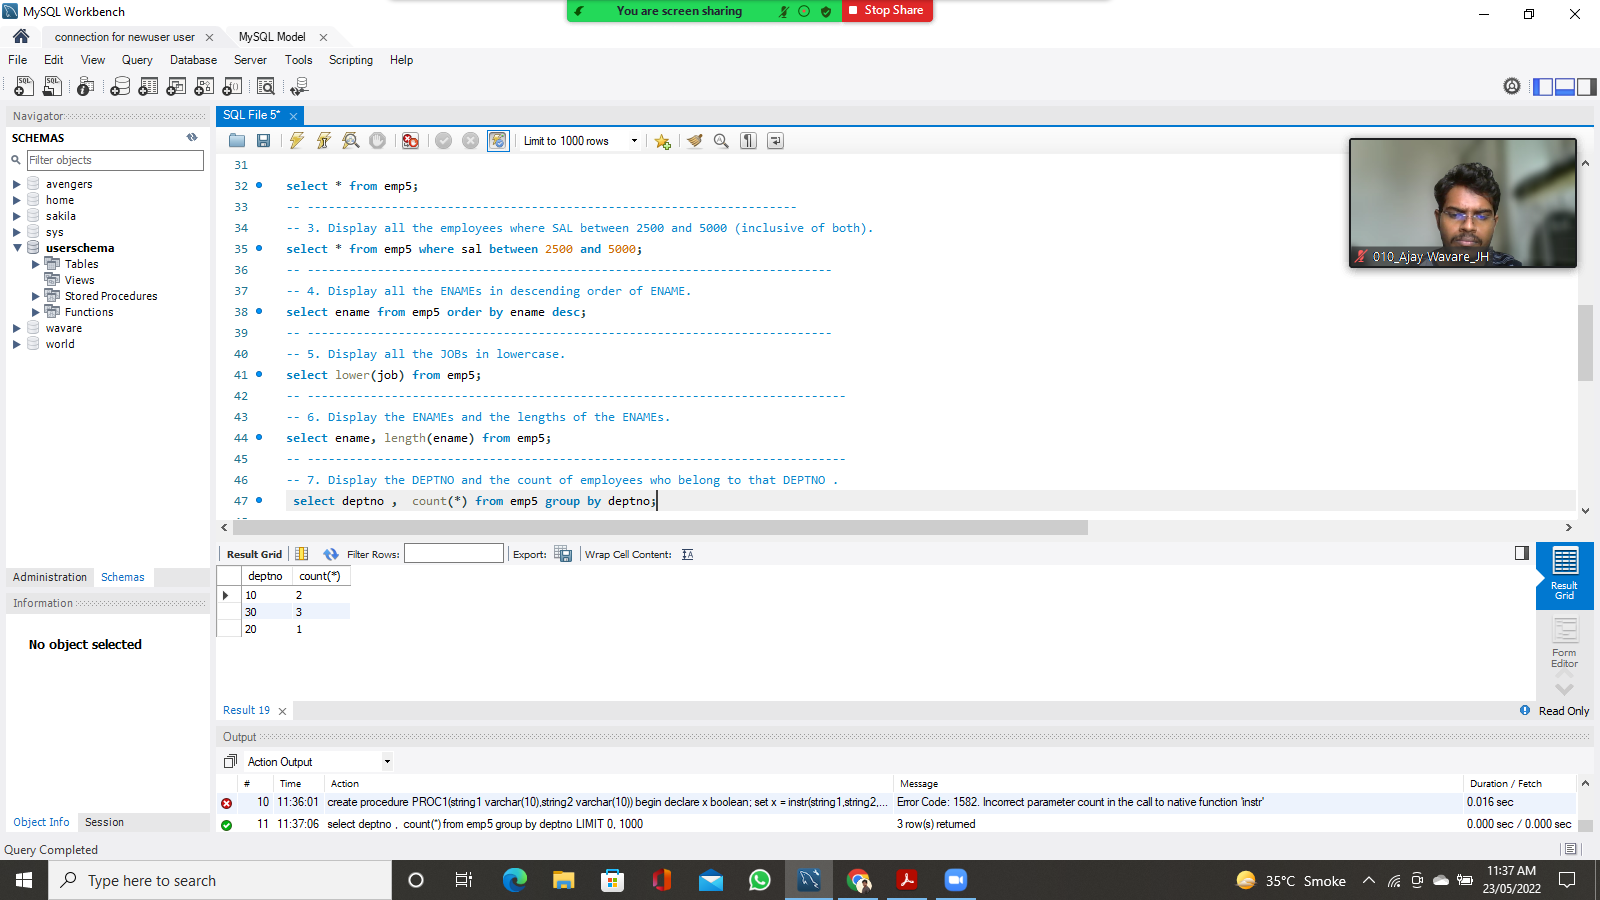 MySQL Workbench
You are screen sharing
Stop Share
connection for newuser user
MySQL Model
File Edit View Query Database Server Tools Scripting Help
Navigator
SCHEMAS
Filter objects
avengers
home
sakila
sys
userschema
Tables
Views
Stored Procedures
Functions
wavare
world
Administration Schemas
Information
No object selected
Object Info Session
SQL File 5*
Limit to 1000 rows
31
32 select * from emp5;
33 -- ----------------------------------------------------------------------
34 -- 3. Display all the employees where SAL between 2500 and 5000 (inclusive of both).
35 select * from emp5 where sal between 2500 and 5000;
36 -- ---------------------------------------------------------------------------
37 -- 4. Display all the ENAMEs in descending order of ENAME.
38 select ename from emp5 order by ename desc;
39 -- ---------------------------------------------------------------------------
40 -- 5. Display all the JOBs in lowercase.
41 select lower(job) from emp5;
42 -- -----------------------------------------------------------------------------
43 -- 6. Display the ENAMEs and the lengths of the ENAMEs.
44 select ename, length(ename) from emp5;
45 -- -----------------------------------------------------------------------------
46 -- 7. Display the DEPTNO and the count of employees who belong to that DEPTNO .
47 select deptno ,  count(*) from emp5 group by deptno;
010_Ajay Wavare_JH
Result Grid Filter Rows: Export: Wrap Cell Content:
deptno count(*)
10 2
30 3
20 1
Result Grid
Form Editor
Result 19
Read Only
Output
Action Output
# Time Action Message Duration / Fetch
10 11:36:01 create procedure PROC1(string1 varchar(10),string2 varchar(10)) begin declare x boolean; set x = instr(string1,string2,... Error Code: 1582. Incorrect parameter count in the call to native function 'instr' 0.016 sec
11 11:37:06 select deptno , count(*) from emp5 group by deptno LIMIT 0, 1000 3 row(s) returned 0.000 sec / 0.000 sec
Query Completed
Type here to search
35°C Smoke
11:37 AM
23/05/2022